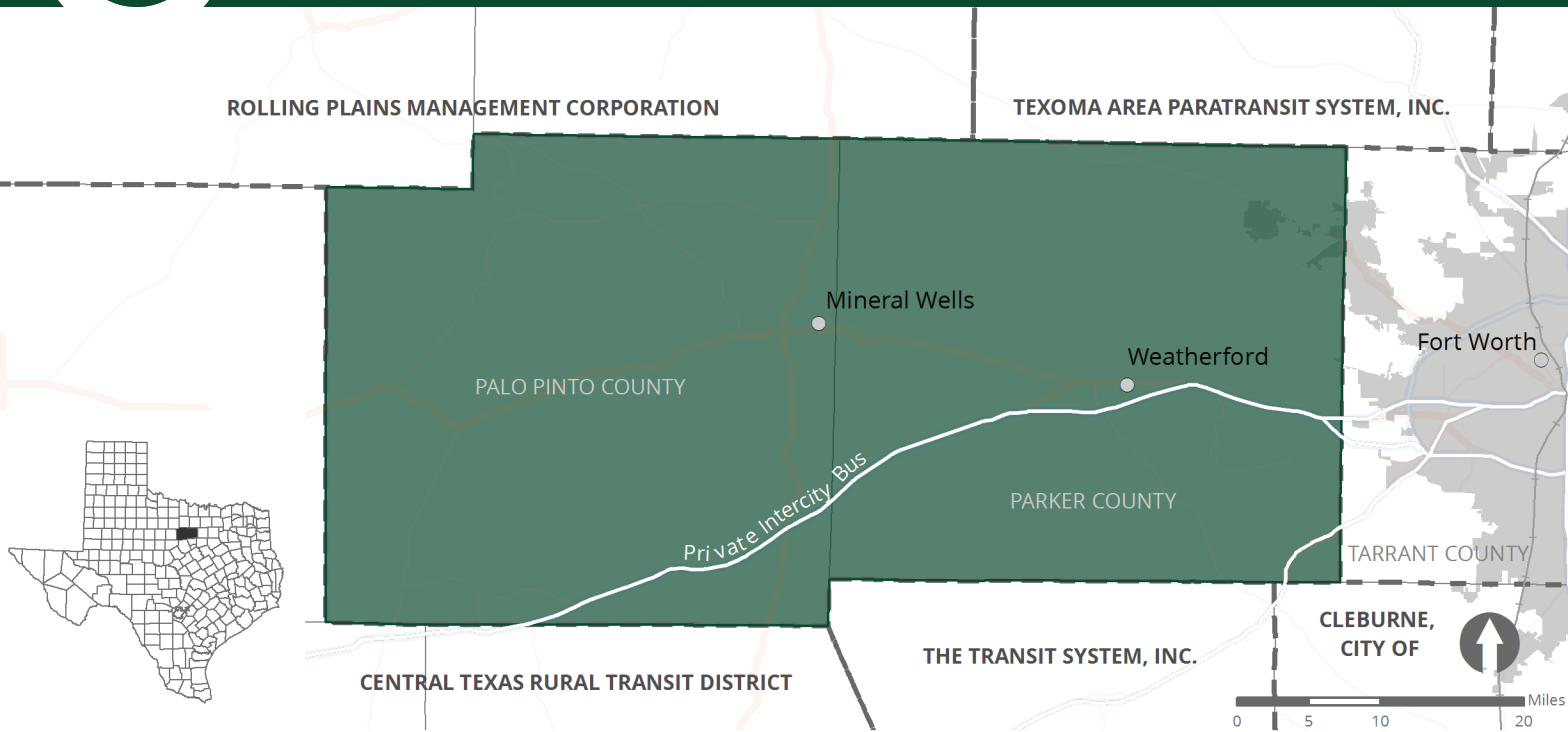 ROLLING PLAINS MANAGEMENT CORPORATION
TEXOMA AREA PARATRANSIT SYSTEM, INC.
Mineral Wells
Fort Worth
Weatherford
PALO PINTO COUNTY
Private Intercity Bus
PARKER COUNTY
TARRANT COUNTY
CLEBURNE,
CITY OF
THE TRANSIT SYSTEM, INC.
CENTRAL TEXAS RURAL TRANSIT DISTRICT
Miles
0 5 10 20